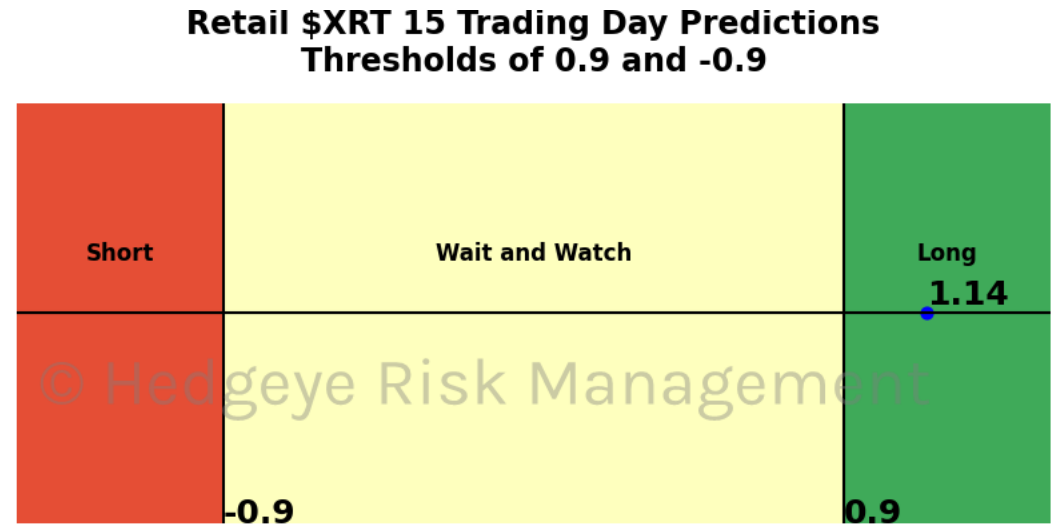 Retail $XRT 15 Trading Day Predictions
Thresholds of 0.9 and -0.9
Short
Wait and Watch
Long
1.14
© Hedgeye Risk Management
-0.9
0.9